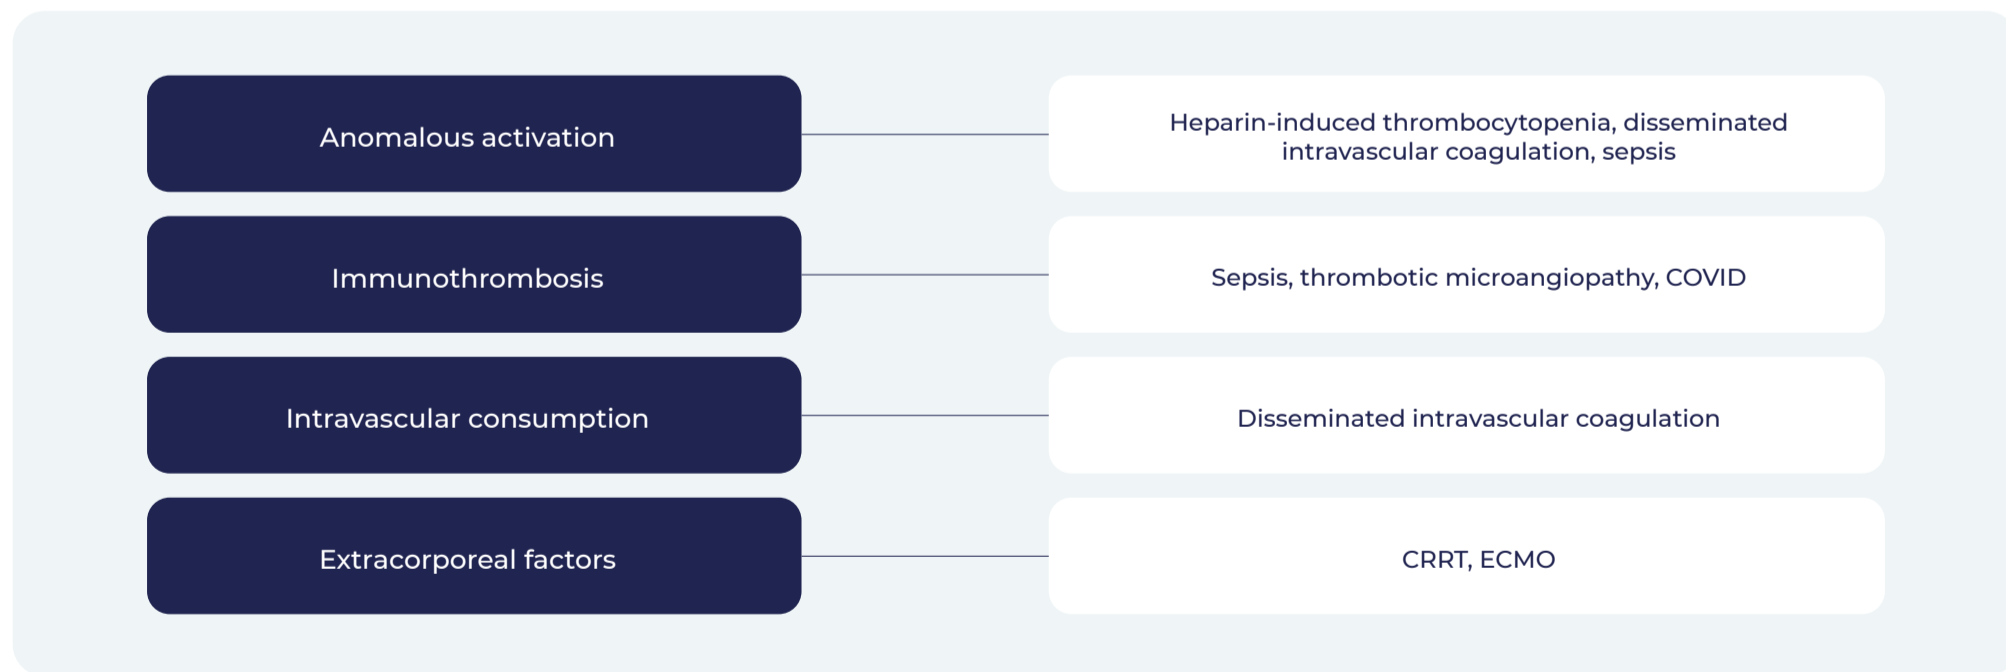 Anomalous activation
Heparin-induced thrombocytopenia, disseminated
intravascular coagulation, sepsis
Immunothrombosis
Sepsis, thrombotic microangiopathy, COVID
Intravascular consumption
Disseminated intravascular coagulation
Extracorporeal factors
CRRT, ECMO